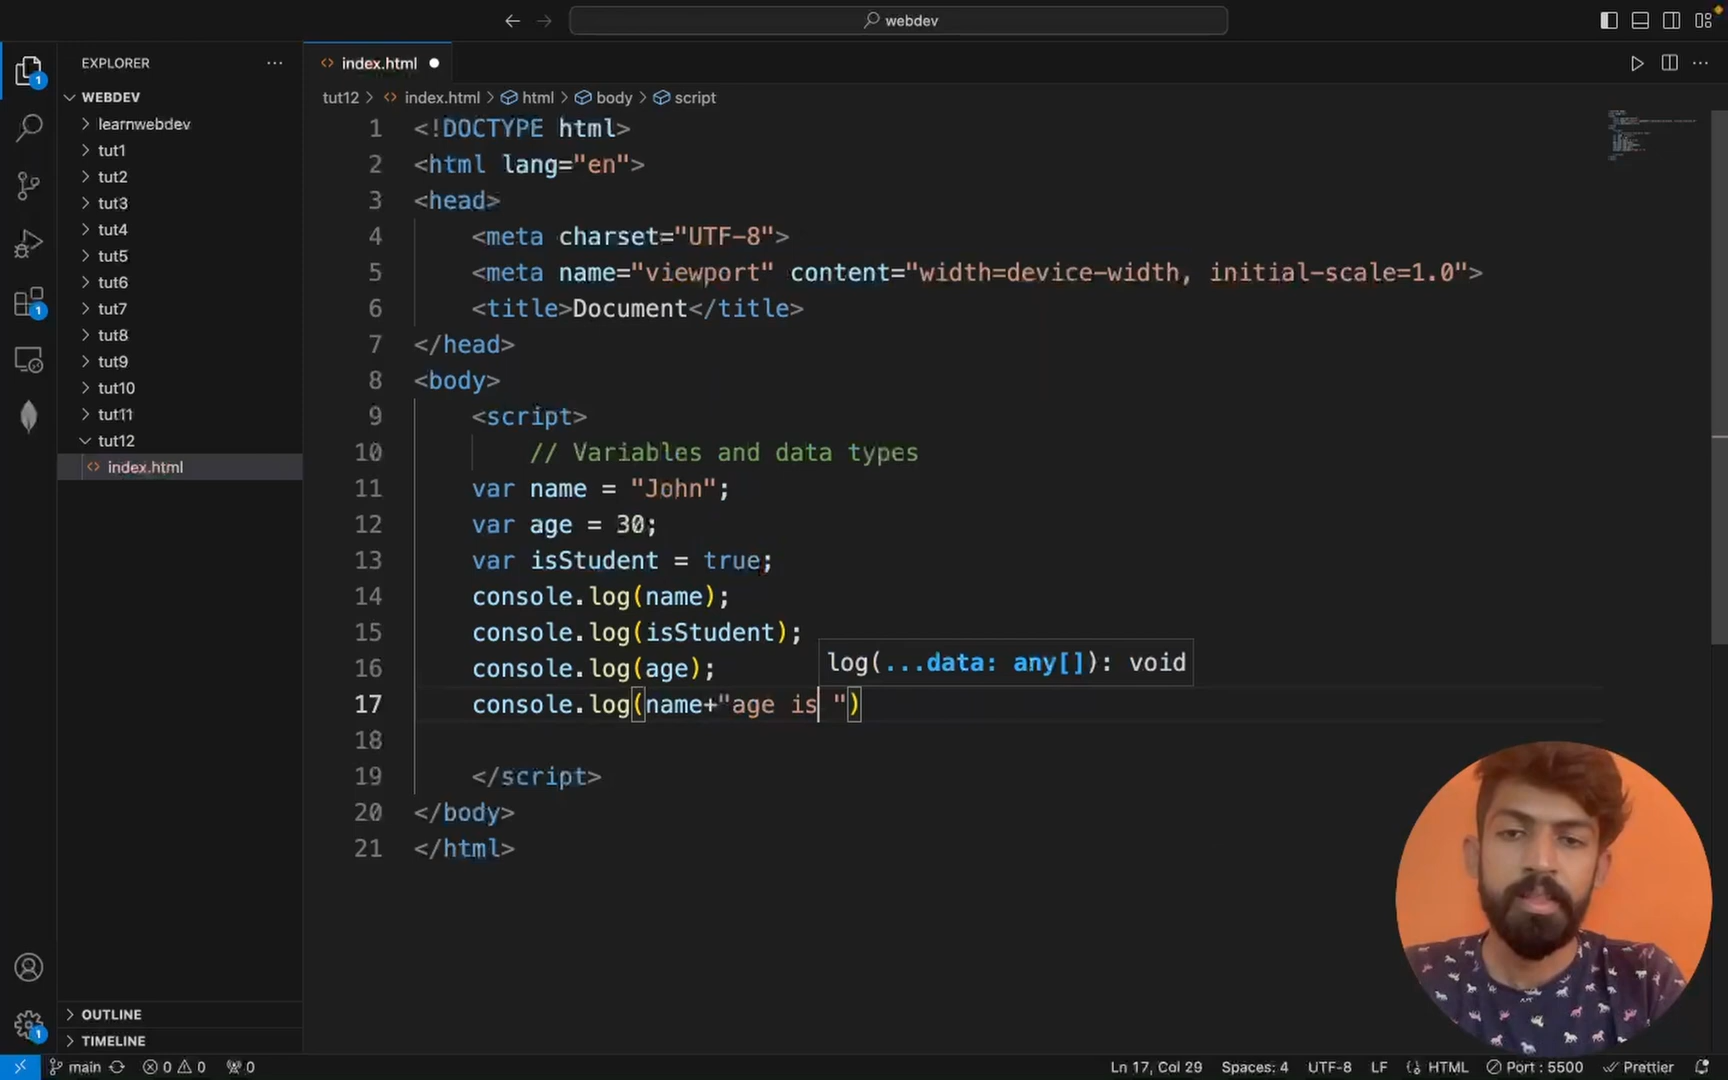 webdev
EXPLORER
index.html
WEBDEV
learnwebdev
tut1
tut2
tut3
tut4
tut5
tut6
tut7
tut8
tut9
tut10
tut11
tut12
index.html
OUTLINE
TIMELINE
1
1
1
tut12 > index.html > html > body > script
1 <!DOCTYPE html>
2 <html lang="en">
3 <head>
4 <meta charset="UTF-8">
5 <meta name="viewport" content="width=device-width, initial-scale=1.0">
6 <title>Document</title>
7 </head>
8 <body>
9 <script>
10 // Variables and data types
11 var name = "John";
12 var age = 30;
13 var isStudent = true;
14 console.log(name);
15 console.log(isStudent);
log(...data: any[]): void
16 console.log(age);
17 console.log(name+"age is ")
18
19 </script>
20 </body>
21 </html>
main 0 0 0 Ln 17, Col 29 Spaces: 4 UTF-8 LF HTML Port : 5500 Prettier